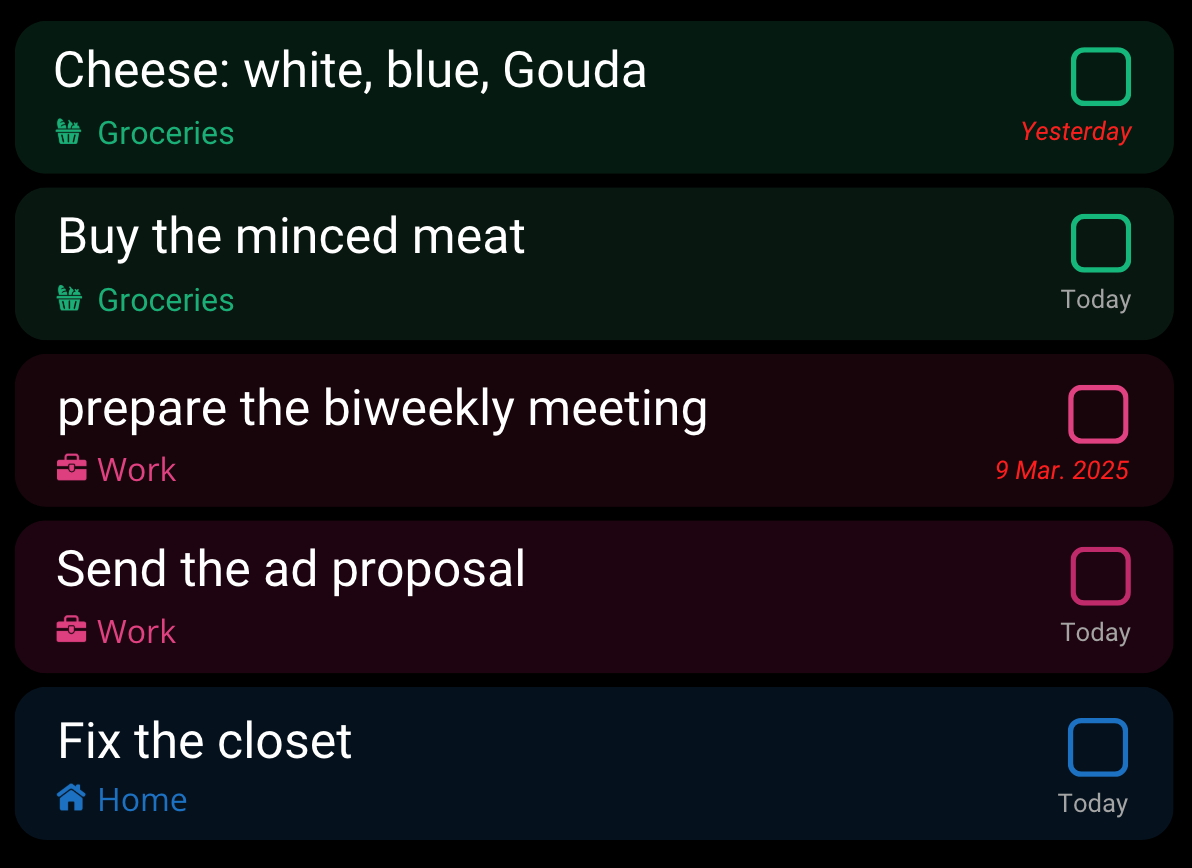 Cheese: white, blue, Gouda
Groceries
Yesterday
Buy the minced meat
Groceries
Today
prepare the biweekly meeting
Work
9 Mar. 2025
Send the ad proposal
Work
Today
Fix the closet
Home
Today